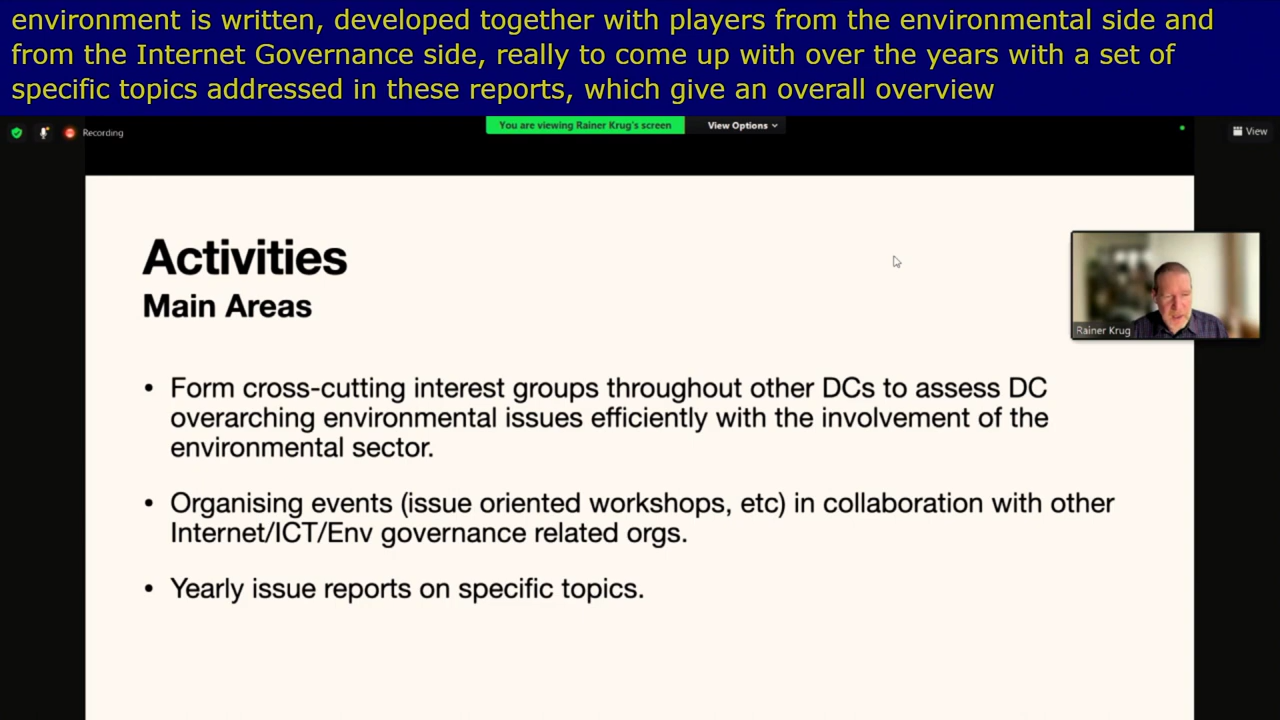 environment is written, developed together with players from the environmental side and
from the Internet Governance side, really to come up with over the years with a set of
specific topics addressed in these reports, which give an overall overview
Recording
You are viewing Rainer Krug's screen
View Options
View
Activities
Main Areas
Rainer Krug
• Form cross-cutting interest groups throughout other DCs to assess DC
overarching environmental issues efficiently with the involvement of the
environmental sector.
• Organising events (issue oriented workshops, etc) in collaboration with other
Internet/ICT/Env governance related orgs.
• Yearly issue reports on specific topics.